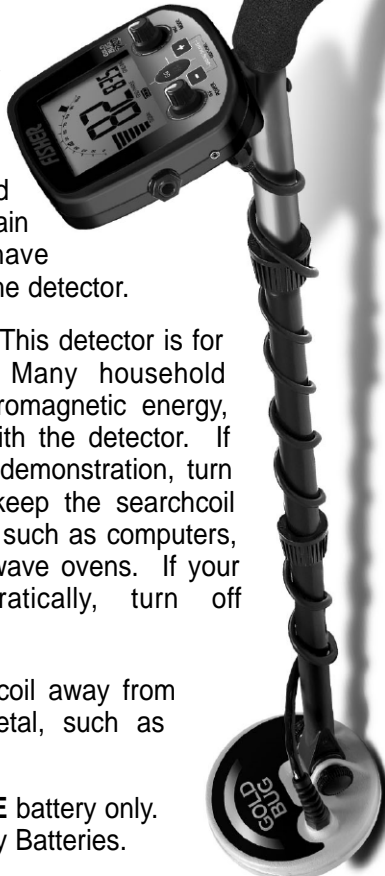 FISHER
28
ain
have
he detector.
This detector is for
Many household
romagnetic energy,
ith the detector. If
demonstration, turn
keep the searchcoil
such as computers,
wave ovens. If your
ratically, turn off
coil away from
etal, such as
E battery only.
y Batteries.
GOLD
BUG